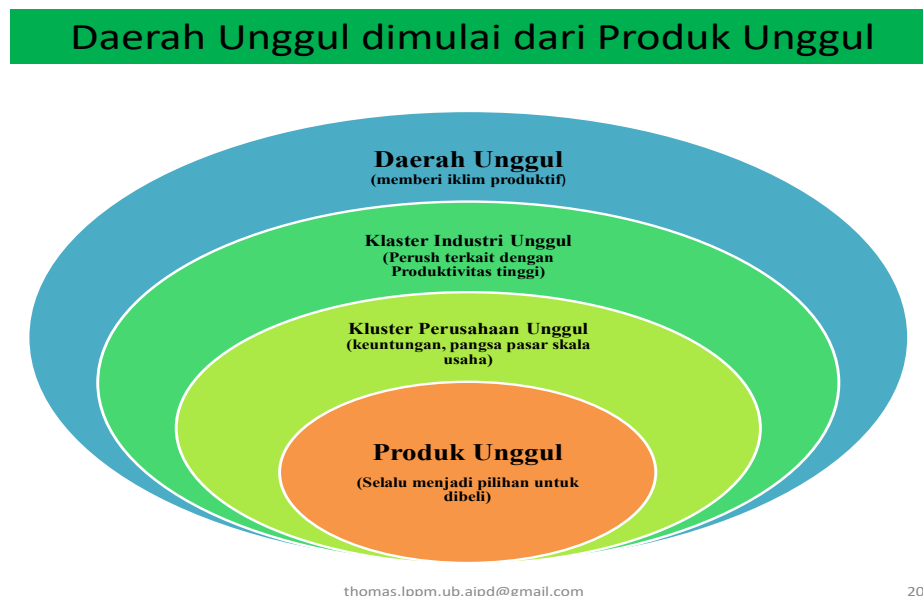 Daerah Unggul dimulai dari Produk Unggul
Daerah Unggul
(memberi iklim produktif)
Klaster Industri Unggul
(Perush terkait dengan
Produktivitas tinggi)
Kluster Perusahaan Unggul
(keuntungan, pangsa pasar skala
usaha)
Produk Unggul
(Selalu menjadi pilihan untuk
dibeli)
thomas.lppm.ub.aipd@gmail.com
20